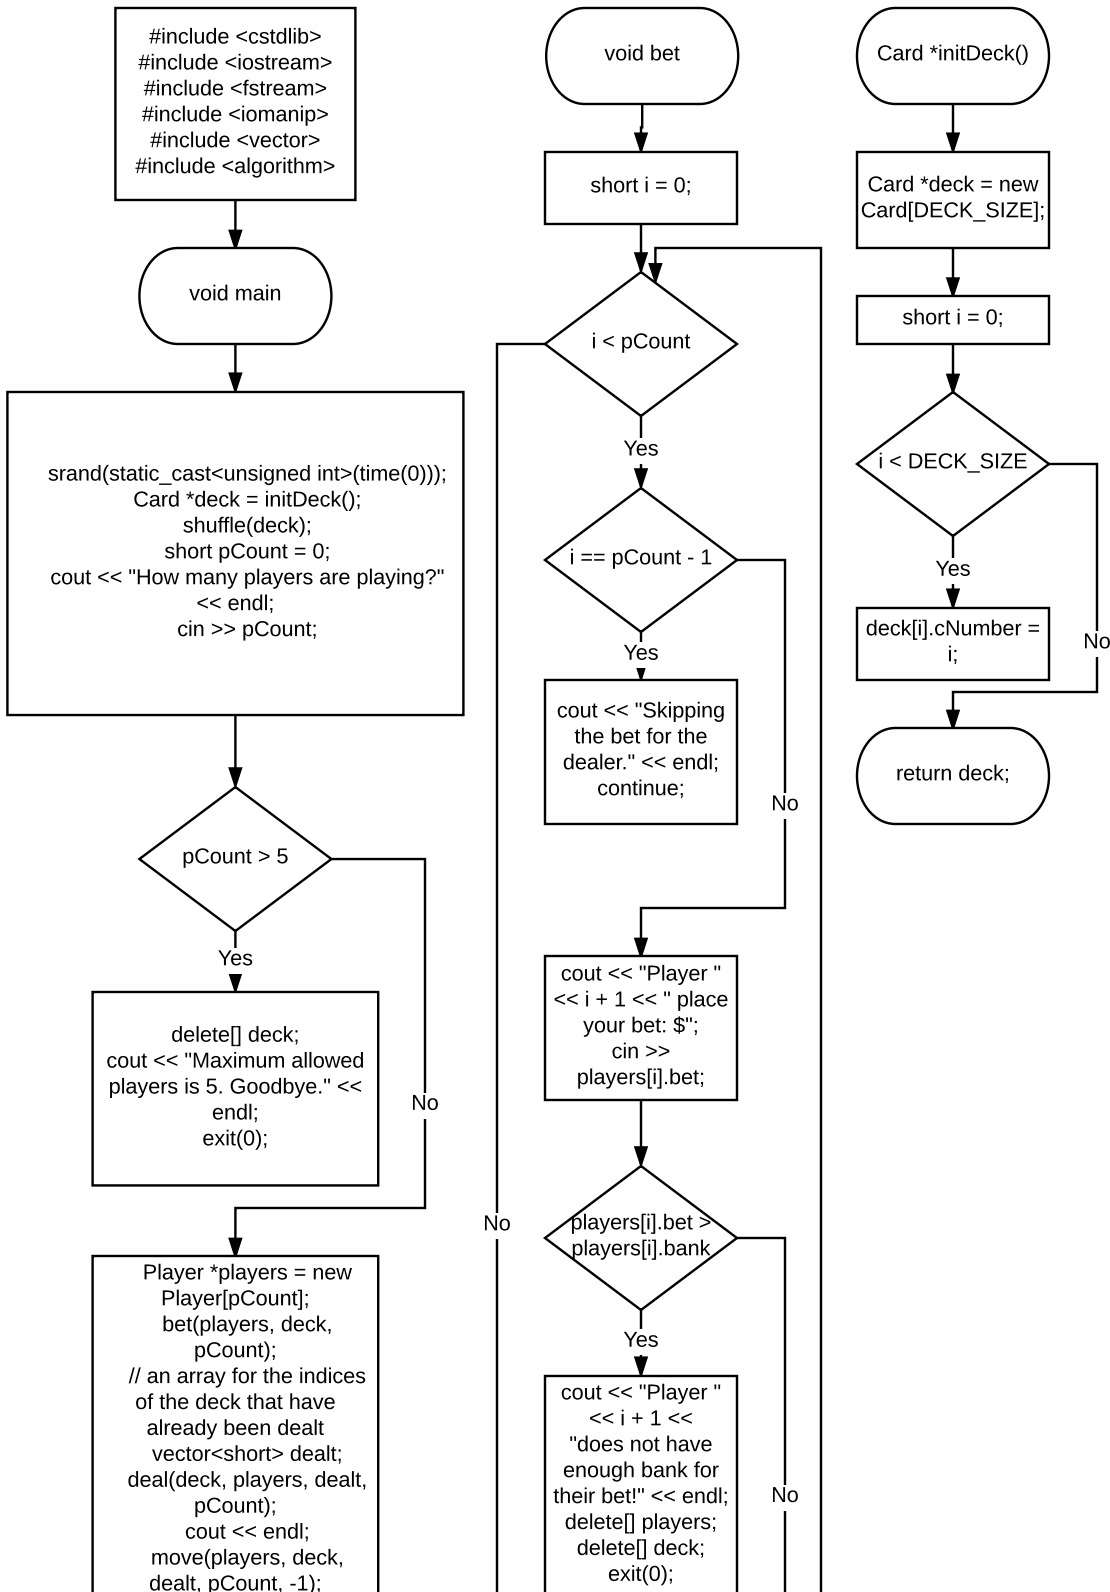 #include <cstdlib>
#include <iostream>
#include <fstream>
#include <iomanip>
#include <vector>
#include <algorithm>
void main
srand(static_cast<unsigned int>(time(0)));
Card *deck = initDeck();
shuffle(deck);
short pCount = 0;
cout << "How many players are playing?"
<< endl;
cin >> pCount;
pCount > 5
Yes
No
delete[] deck;
cout << "Maximum allowed
players is 5. Goodbye." <<
endl;
exit(0);
Player *players = new
Player[pCount];
bet(players, deck,
pCount);
// an array for the indices
of the deck that have
already been dealt
vector<short> dealt;
deal(deck, players, dealt,
pCount);
cout << endl;
move(players, deck,
dealt, pCount, -1);
void bet
short i = 0;
i < pCount
Yes
No
i == pCount - 1
Yes
No
cout << "Skipping
the bet for the
dealer." << endl;
continue;
cout << "Player "
<< i + 1 << " place
your bet: $";
cin >>
players[i].bet;
players[i].bet >
players[i].bank
Yes
No
cout << "Player "
<< i + 1 <<
"does not have
enough bank for
their bet!" << endl;
delete[] players;
delete[] deck;
exit(0);
Card *initDeck()
Card *deck = new
Card[DECK_SIZE];
short i = 0;
i < DECK_SIZE
Yes
No
deck[i].cNumber =
i;
return deck;